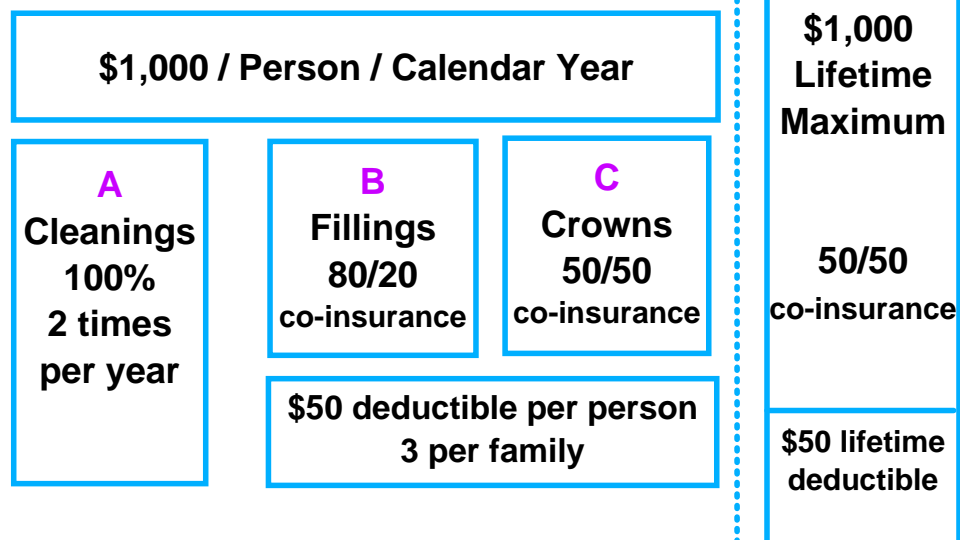 $1,000 / Person / Calendar Year
A
Cleanings
100%
2 times
per year
B
Fillings
80/20
co-insurance
C
Crowns
50/50
co-insurance
$50 deductible per person
3 per family
$1,000
Lifetime
Maximum
50/50
co-insurance
$50 lifetime
deductible